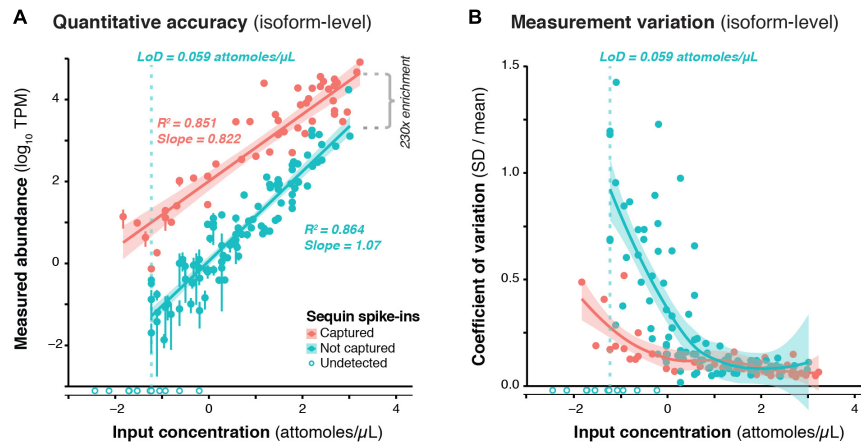 A Quantitative accuracy (isoform-level)
LoD = 0.059 attomoles/µL
R² = 0.851
Slope = 0.822
230x enrichment
R² = 0.864
Slope = 1.07
Sequin spike-ins
Captured
Not captured
Undetected
Measured abundance (log₁₀ TPM)
4
2
0
−2
−2 0 2 4
Input concentration (attomoles/µL)
B Measurement variation (isoform-level)
LoD = 0.059 attomoles/µL
Coefficient of variation (SD / mean)
1.5
1.0
0.5
0.0
−2 0 2 4
Input concentration (attomoles/µL)